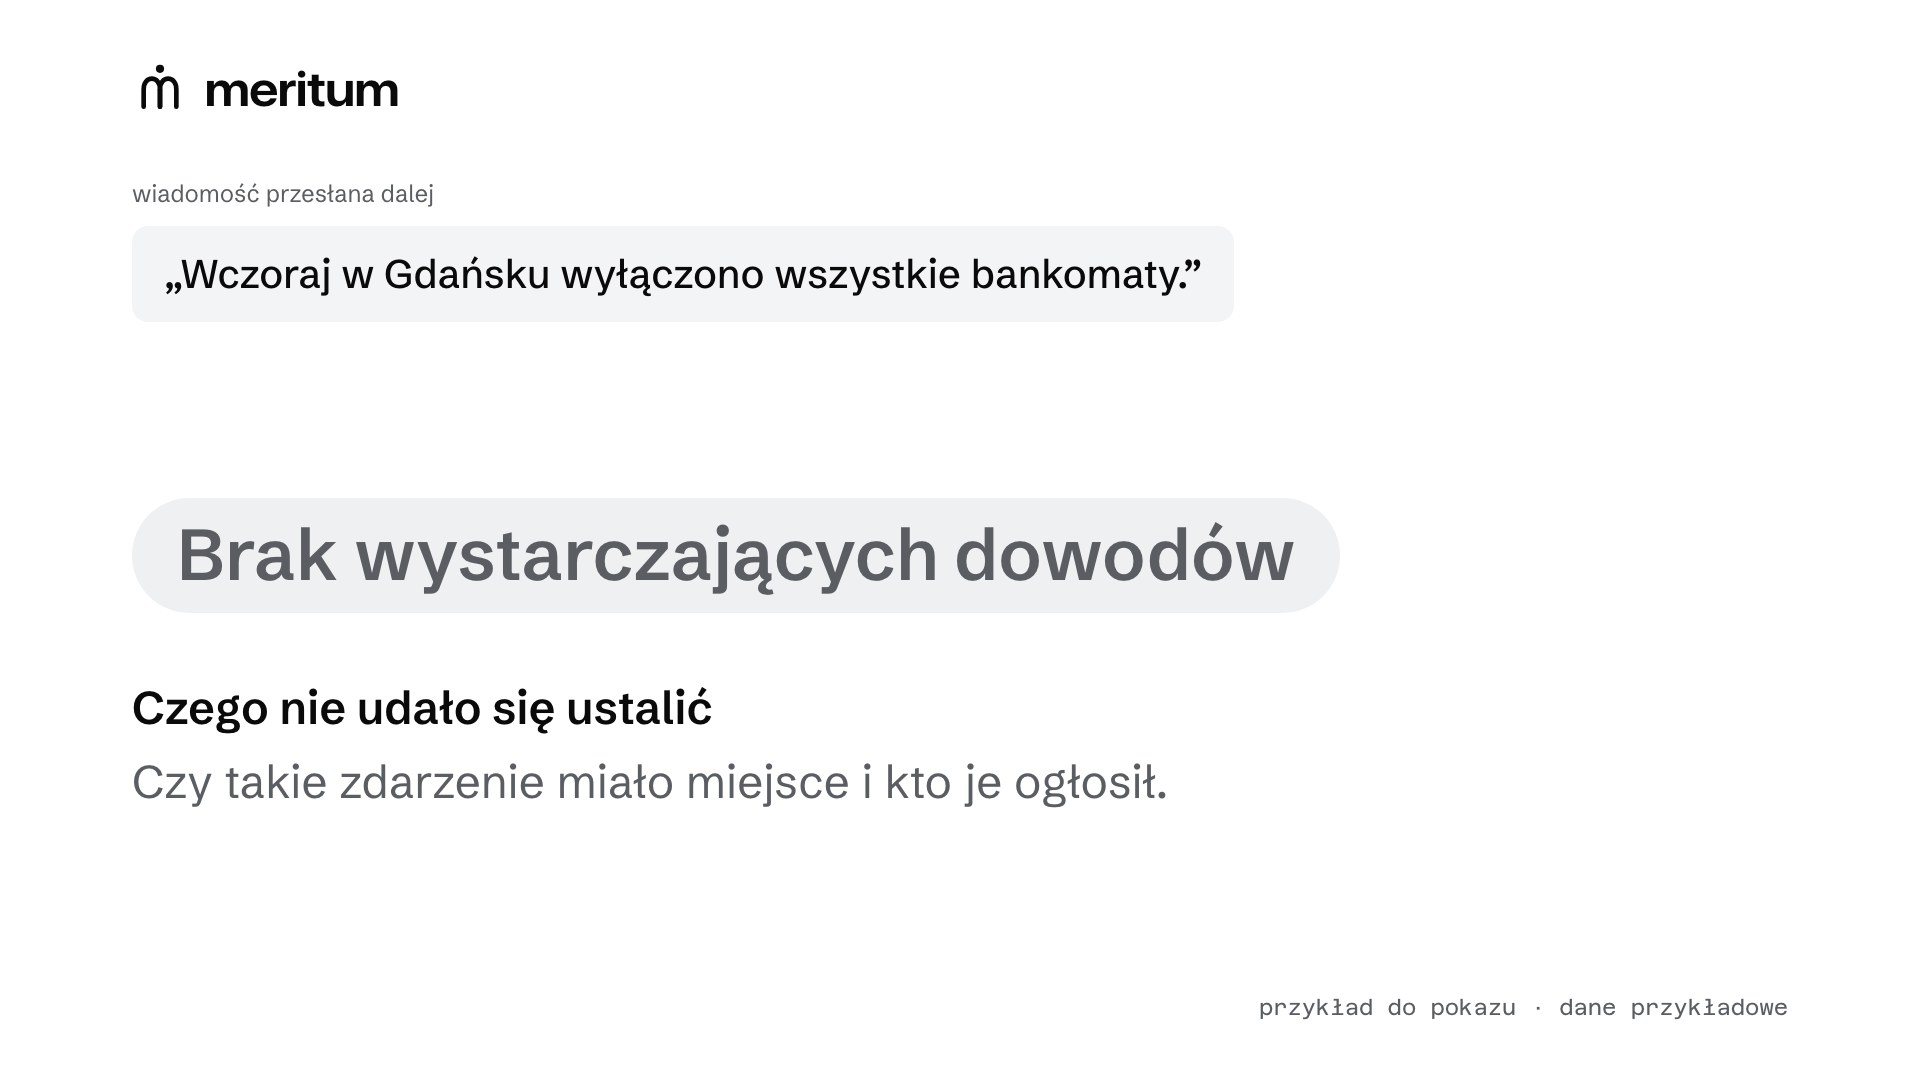 meritum
wiadomość przesłana dalej
„Wczoraj w Gdańsku wyłączono wszystkie bankomaty.”
Brak wystarczających dowodów
Czego nie udało się ustalić
Czy takie zdarzenie miało miejsce i kto je ogłosił.
przykład do pokazu · dane przykładowe